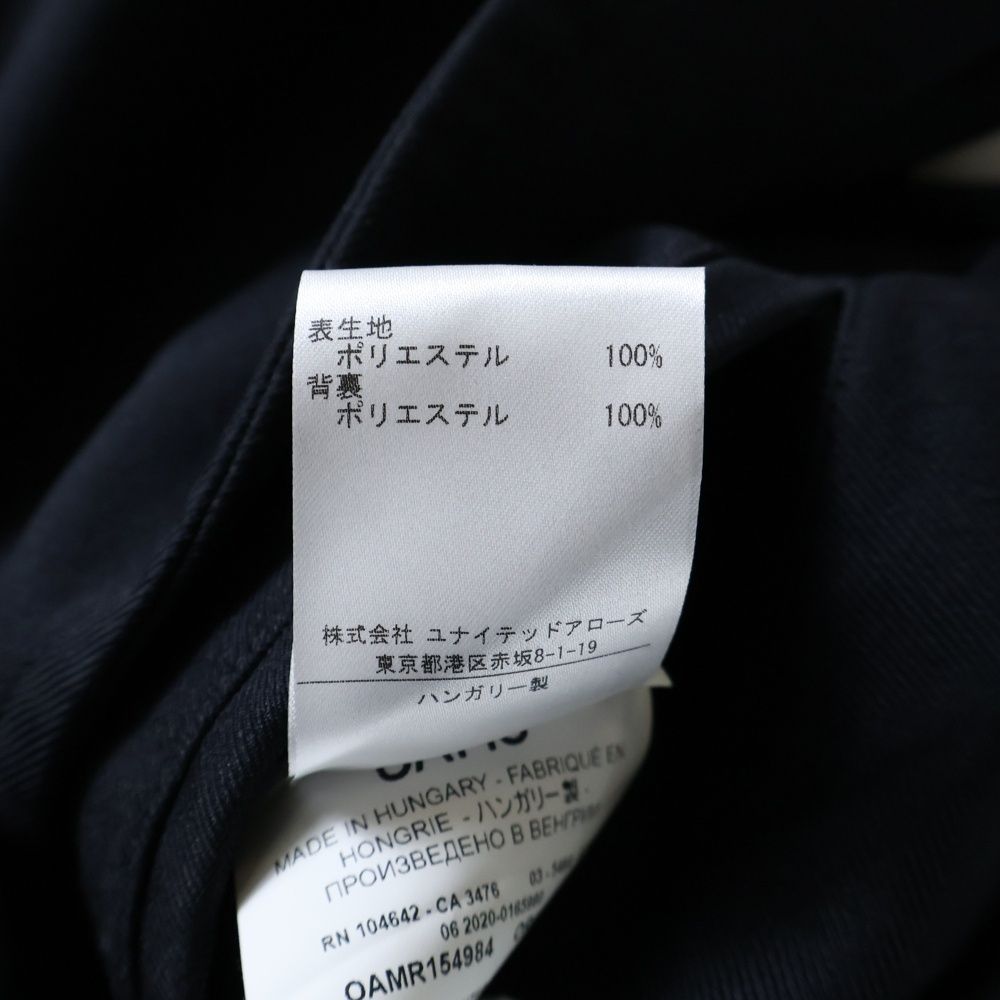 表生地
ポリエステル 100%
背裏
ポリエステル 100%
株式会社 ユナイテッドアローズ
東京都港区赤坂8-1-19
ハンガリー製
MADE IN HUNGARY - FABRIQUÉ EN
HONGRIE - ハンガリー製 -
ПРОИЗВЕДЕНО В ВЕНГРИИ
RN 104642 - CA 3476
06 2020-
OAMR154984